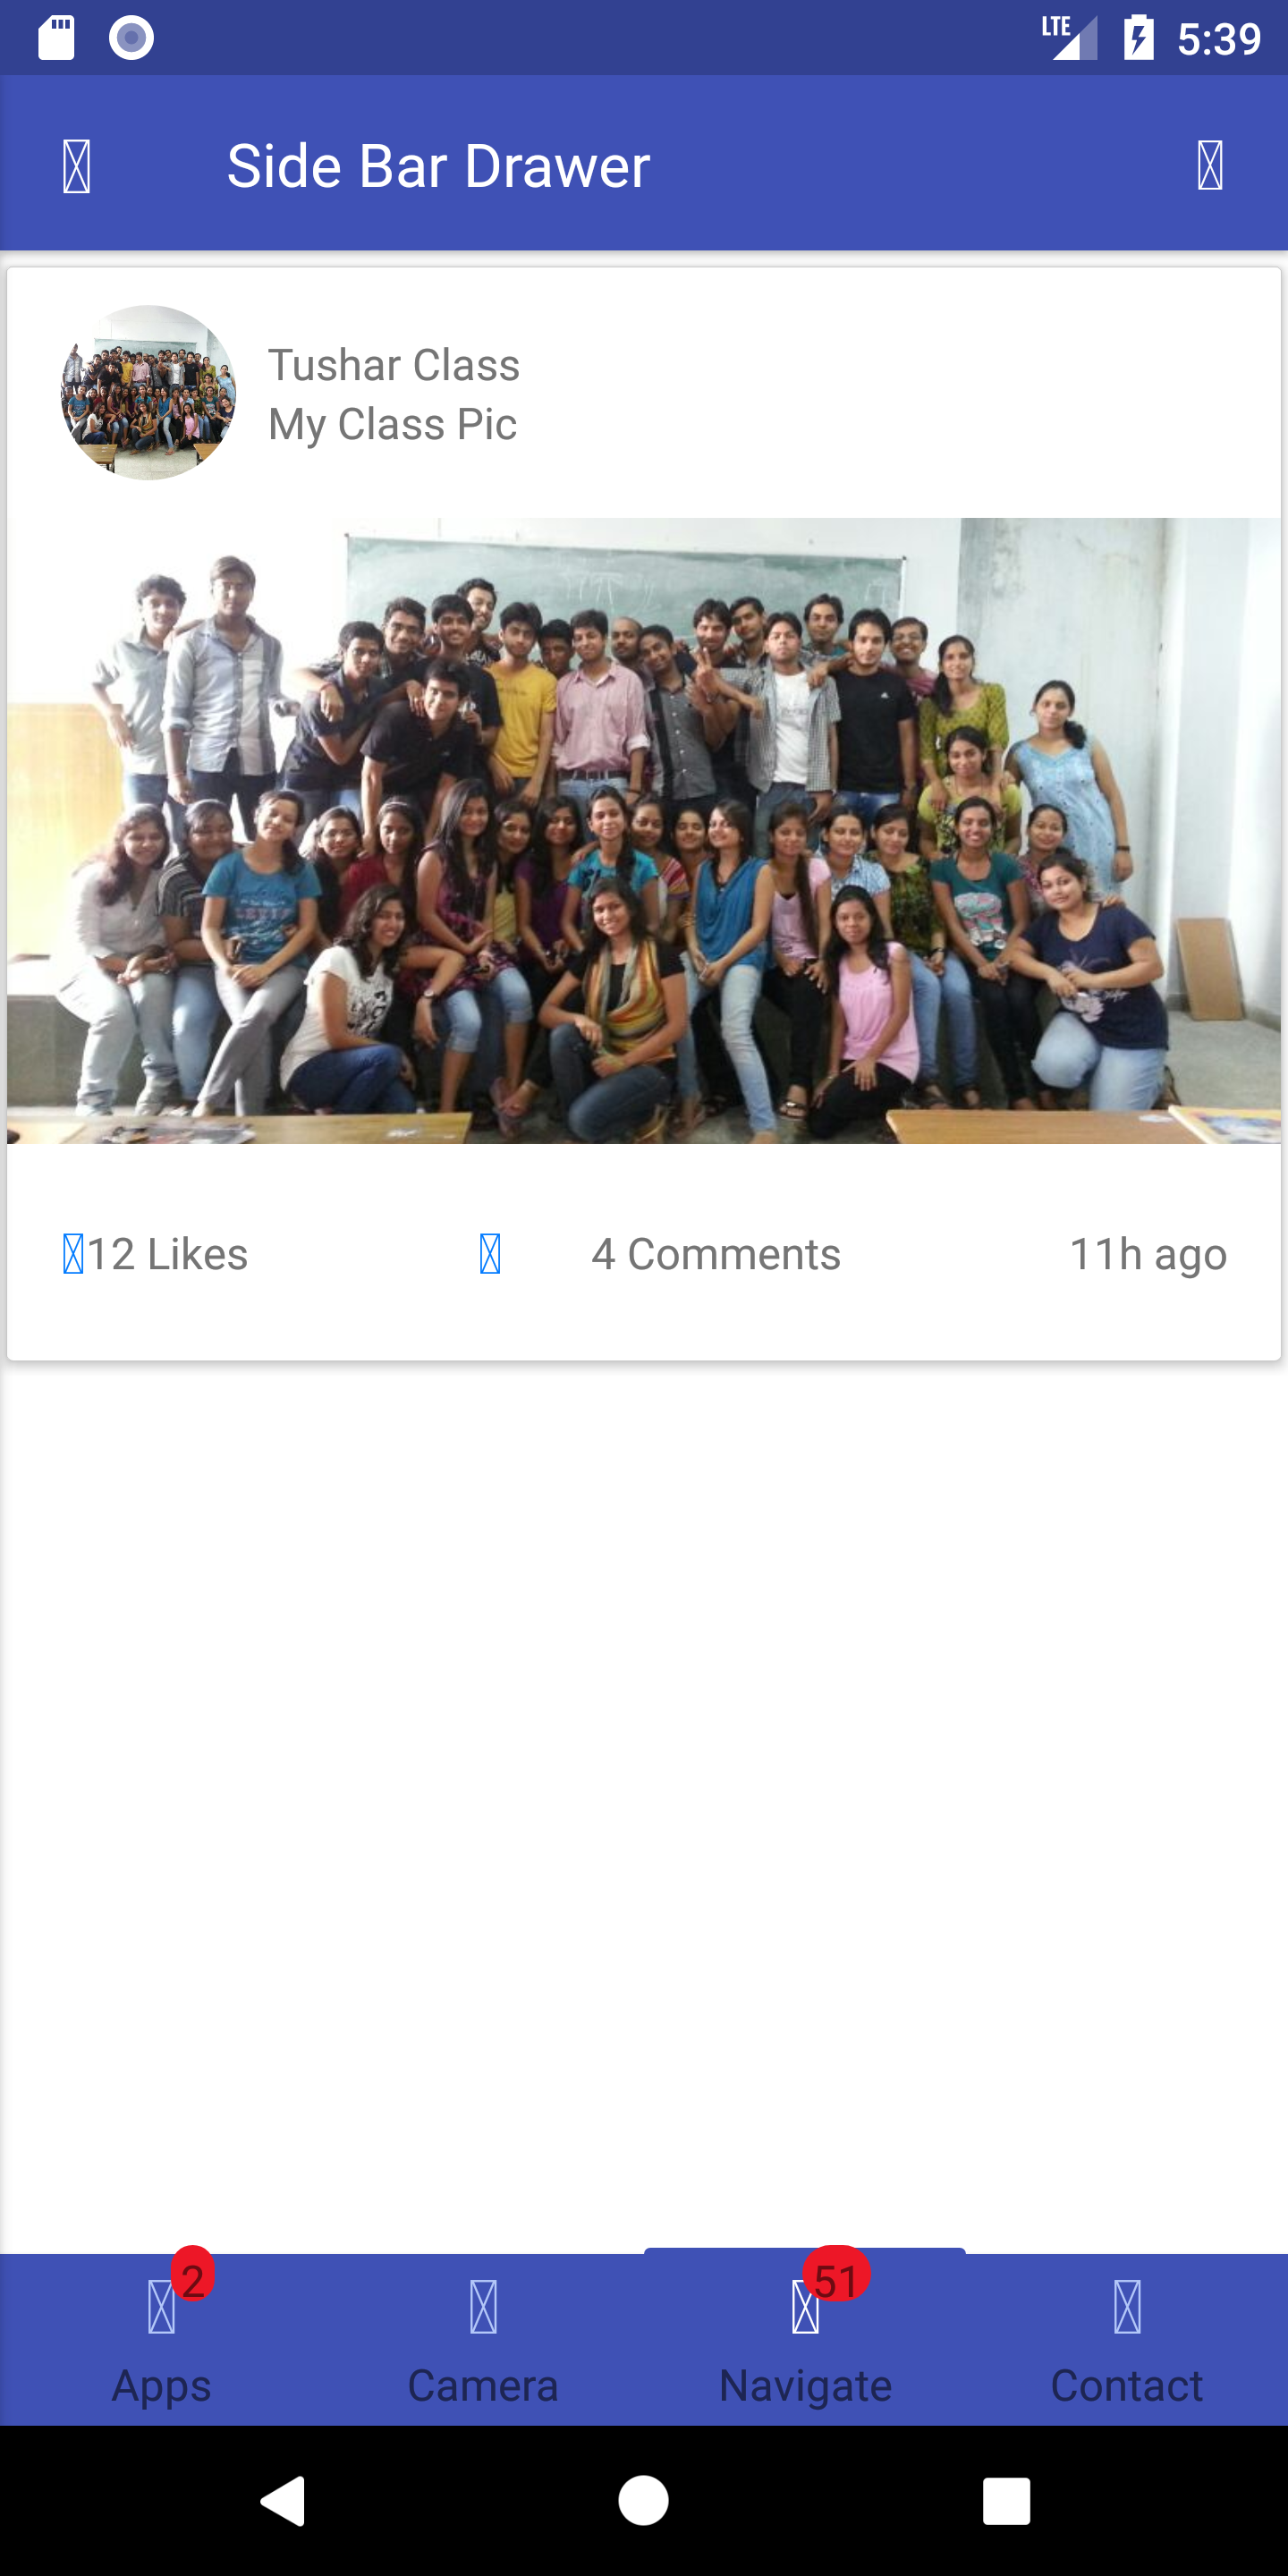 LTE 5:39
Side Bar Drawer
Tushar Class
My Class Pic
12 Likes 4 Comments 11h ago
2 51
Apps Camera Navigate Contact